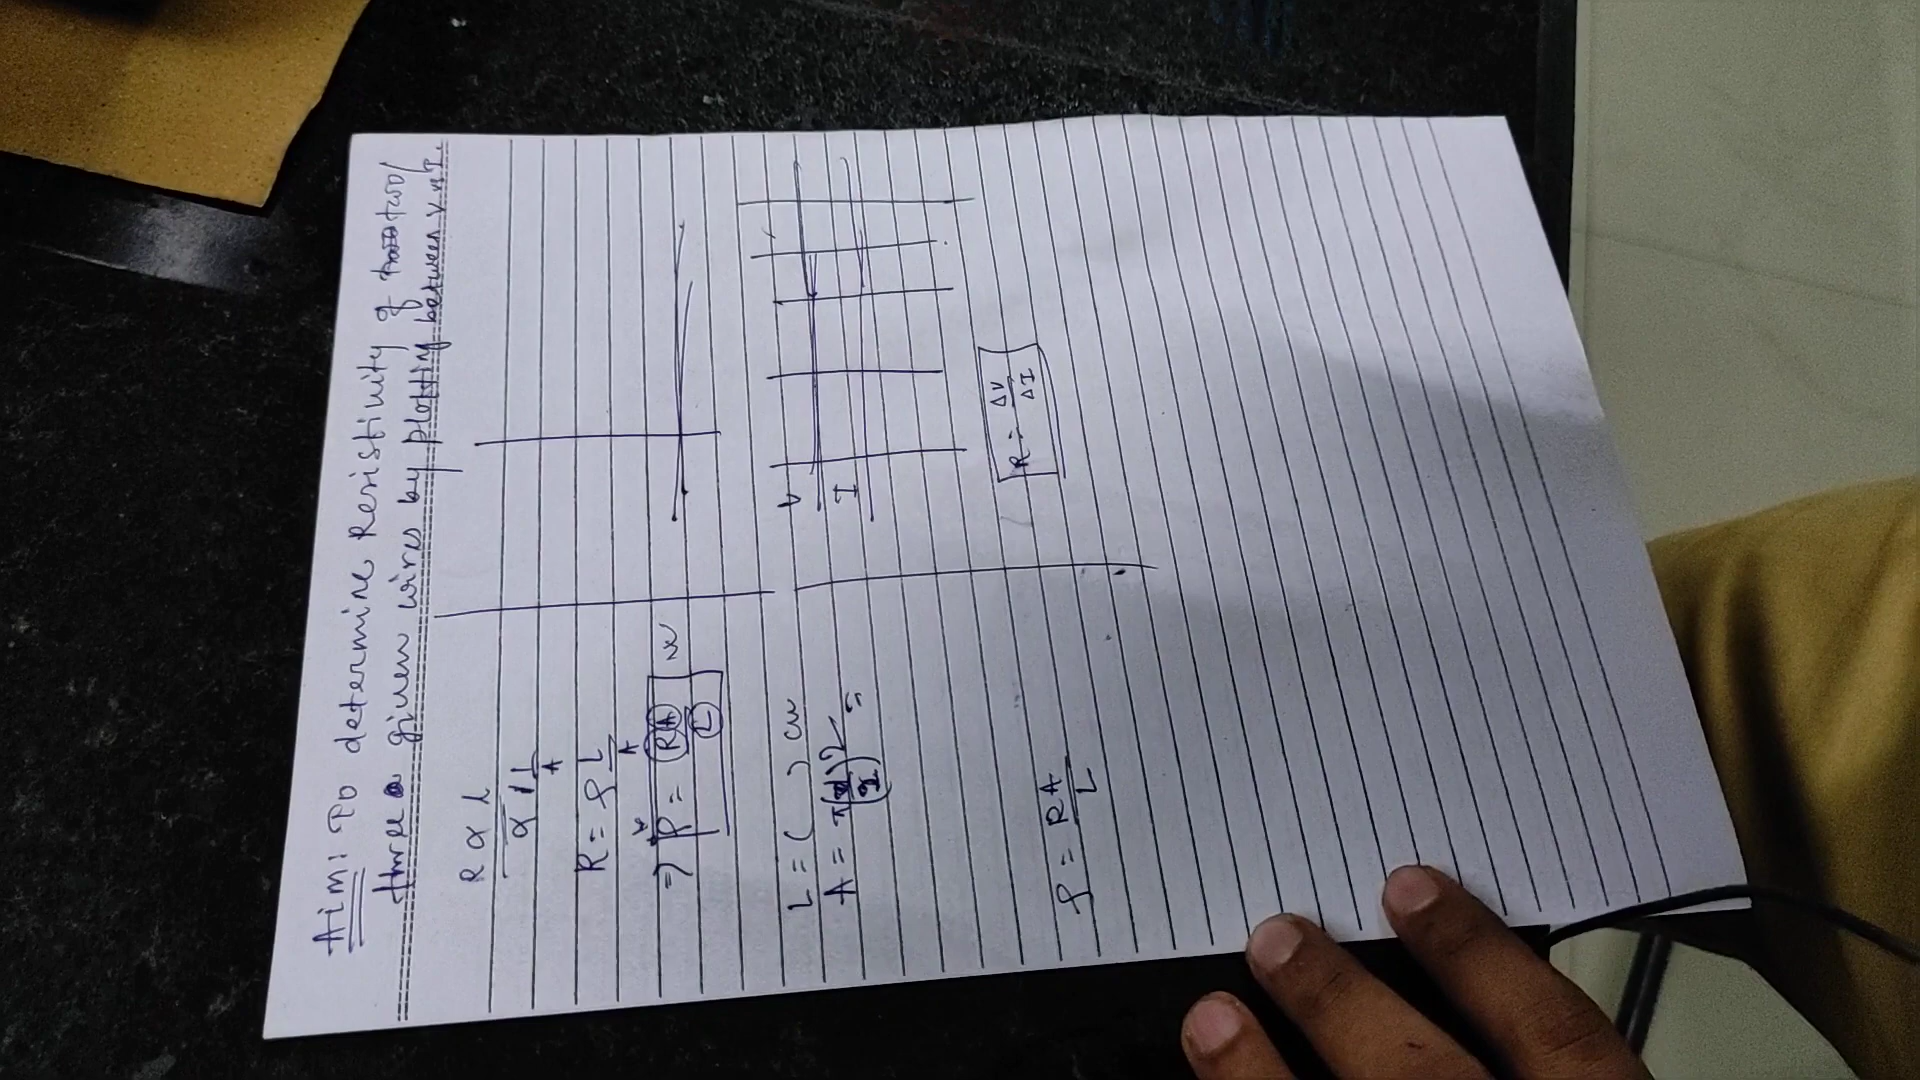 Aim: To determine Resistivity of two/
three given wires by plotting between V vs I.
R α L
α 1/A
R = ρ L/A
⇒ ρ = RA/L
L = ( ) cm
A = π(d/2)² =
ρ = RA/L
V
I
R = ΔV/ΔI